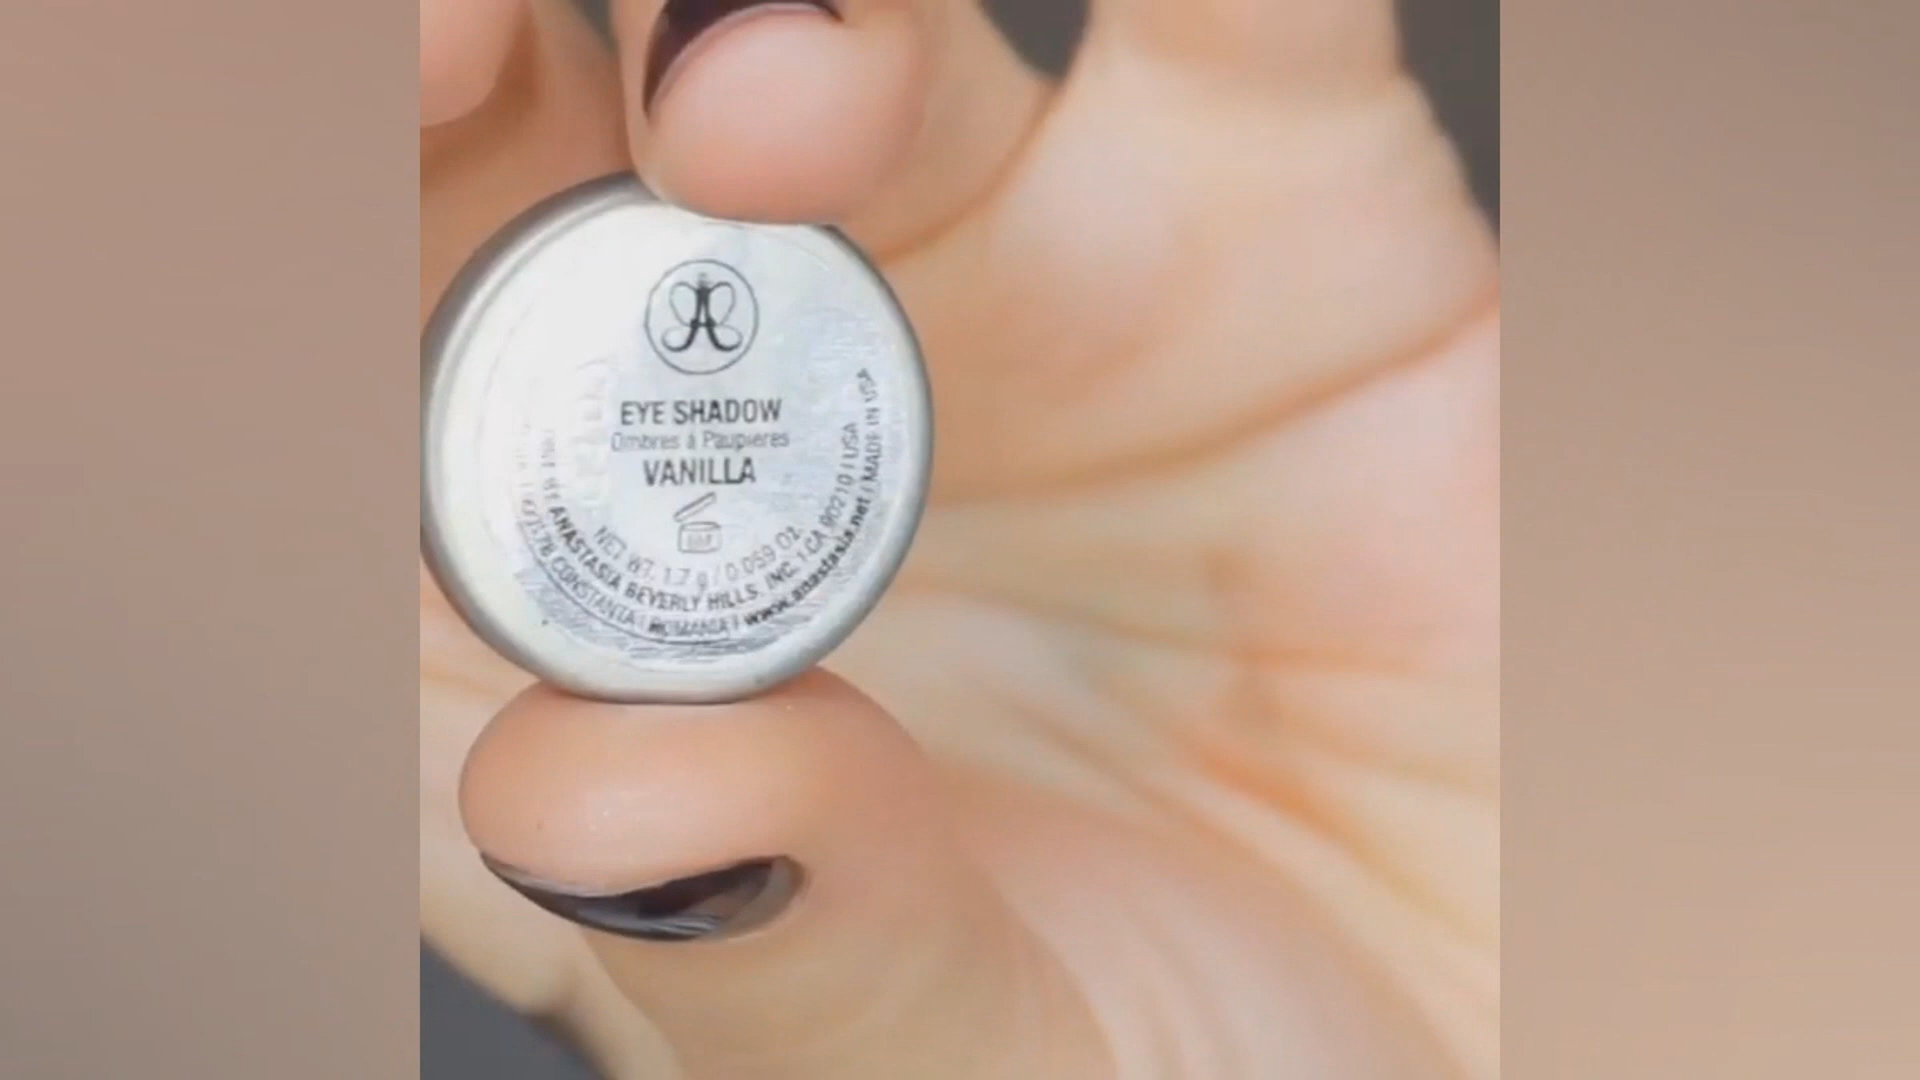 EYE SHADOW
Ombres à Paupières
VANILLA
NET WT. 1.7 g / 0.059 Oz.
ANASTASIA BEVERLY HILLS, INC. / CA 90210 / USA
CONSTANTA / ROMANIA / www.anastasia.net / MADE IN USA